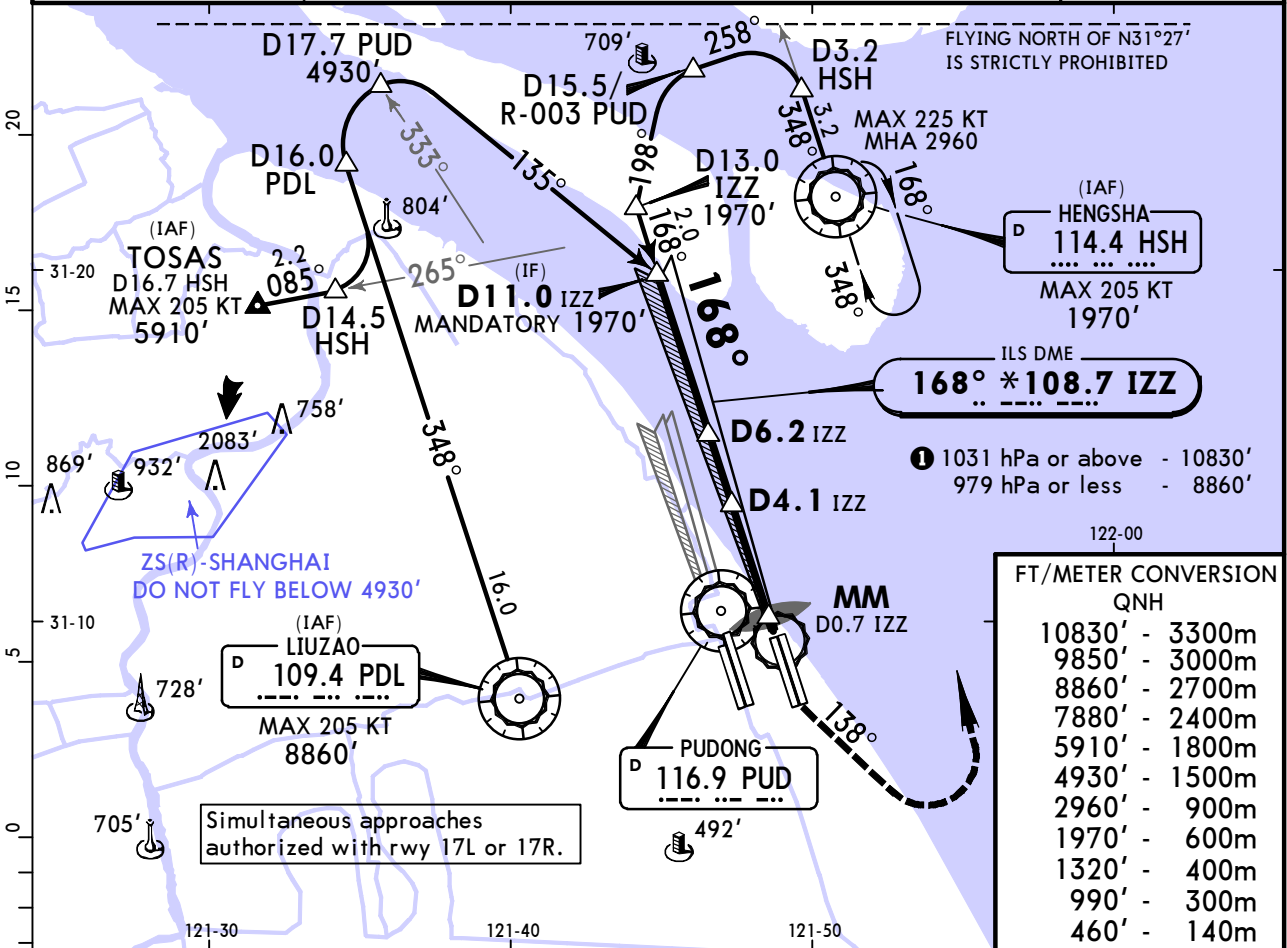 D17.7 PUD
4930'
709'
258°
D3.2
HSH
FLYING NORTH OF N31°27'
IS STRICTLY PROHIBITED
D15.5/
R-003 PUD
348°
3.2
MAX 225 KT
MHA 2960
20
333°
135°
198°
D16.0
PDL
D13.0
IZZ
1970'
168°
(IAF)
HENGSHA
D 114.4 HSH
MAX 205 KT
1970'
804'
168°
2.0
348°
(IAF)
TOSAS
D16.7 HSH
MAX 205 KT
5910'
2.2
085°
265°
31-20
(IF)
D11.0 IZZ
MANDATORY 1970'
168°
15
D14.5
HSH
ILS DME
168° *108.7 IZZ
758'
2083'
348°
D6.2 IZZ
869'
932'
10
1 1031 hPa or above - 10830'
979 hPa or less - 8860'
D4.1 IZZ
122-00
ZS(R)-SHANGHAI
DO NOT FLY BELOW 4930'
16.0
MM
D0.7 IZZ
31-10
(IAF)
LIUZAO
D 109.4 PDL
MAX 205 KT
8860'
5
728'
138°
PUDONG
D 116.9 PUD
492'
705'
0
Simultaneous approaches
authorized with rwy 17L or 17R.
121-30
121-40
121-50
FT/METER CONVERSION
QNH
10830' - 3300m
9850' - 3000m
8860' - 2700m
7880' - 2400m
5910' - 1800m
4930' - 1500m
2960' - 900m
1970' - 600m
1320' - 400m
990' - 300m
460' - 140m